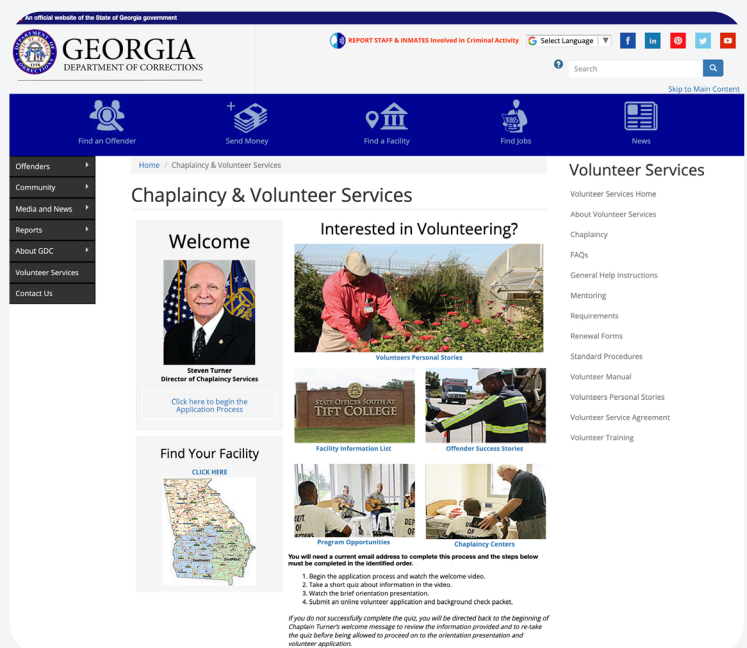 An official website of the State of Georgia government
GEORGIA
DEPARTMENT OF CORRECTIONS
REPORT STAFF & INMATES Involved in Criminal Activity
G Select Language ▼
Search
Skip to Main Content
Find an Offender
Send Money
Find a Facility
JOBS
Find Jobs
News
Offenders
Community
Media and News
Reports
About GDC
Volunteer Services
Contact Us
Home / Chaplaincy & Volunteer Services
Chaplaincy & Volunteer Services
Welcome
Steven Turner
Director of Chaplaincy Services
Click here to begin the
Application Process
Find Your Facility
CLICK HERE
Interested in Volunteering?
Volunteers Personal Stories
STATE OFFICES SOUTH AT
TIFT COLLEGE
Facility Information List
Offender Success Stories
Program Opportunities
Chaplaincy Centers
You will need a current email address to complete this process and the steps below
must be completed in the identified order.
1. Begin the application process and watch the welcome video.
2. Take a short quiz about information in the video.
3. Watch the brief orientation presentation.
4. Submit an online volunteer application and background check packet.
If you do not successfully complete the quiz, you will be directed back to the beginning of
Chaplain Turner's welcome message to review the information provided and to re-take
the quiz before being allowed to proceed on to the orientation presentation and
volunteer application.
Volunteer Services
Volunteer Services Home
About Volunteer Services
Chaplaincy
FAQs
General Help Instructions
Mentoring
Requirements
Renewal Forms
Standard Procedures
Volunteer Manual
Volunteers Personal Stories
Volunteer Service Agreement
Volunteer Training